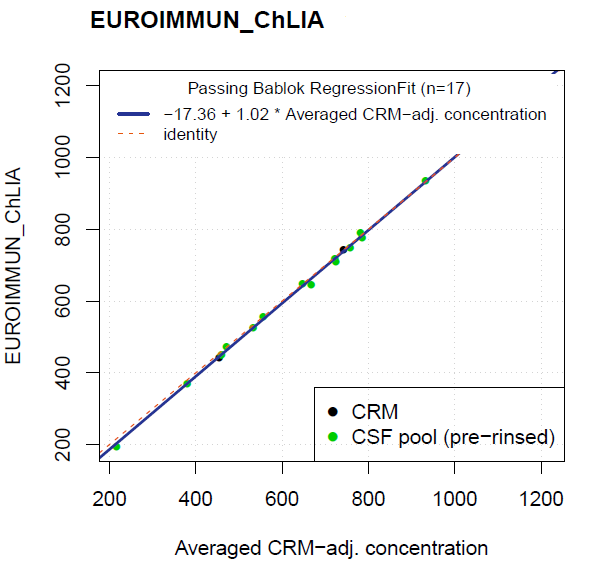 EUROIMMUN_ChLIA
Passing Bablok RegressionFit (n=17)
−17.36 + 1.02 * Averaged CRM−adj. concentration
identity
EUROIMMUN_ChLIA
1200
1000
800
600
400
200
CRM
CSF pool (pre−rinsed)
200 400 600 800 1000 1200
Averaged CRM−adj. concentration